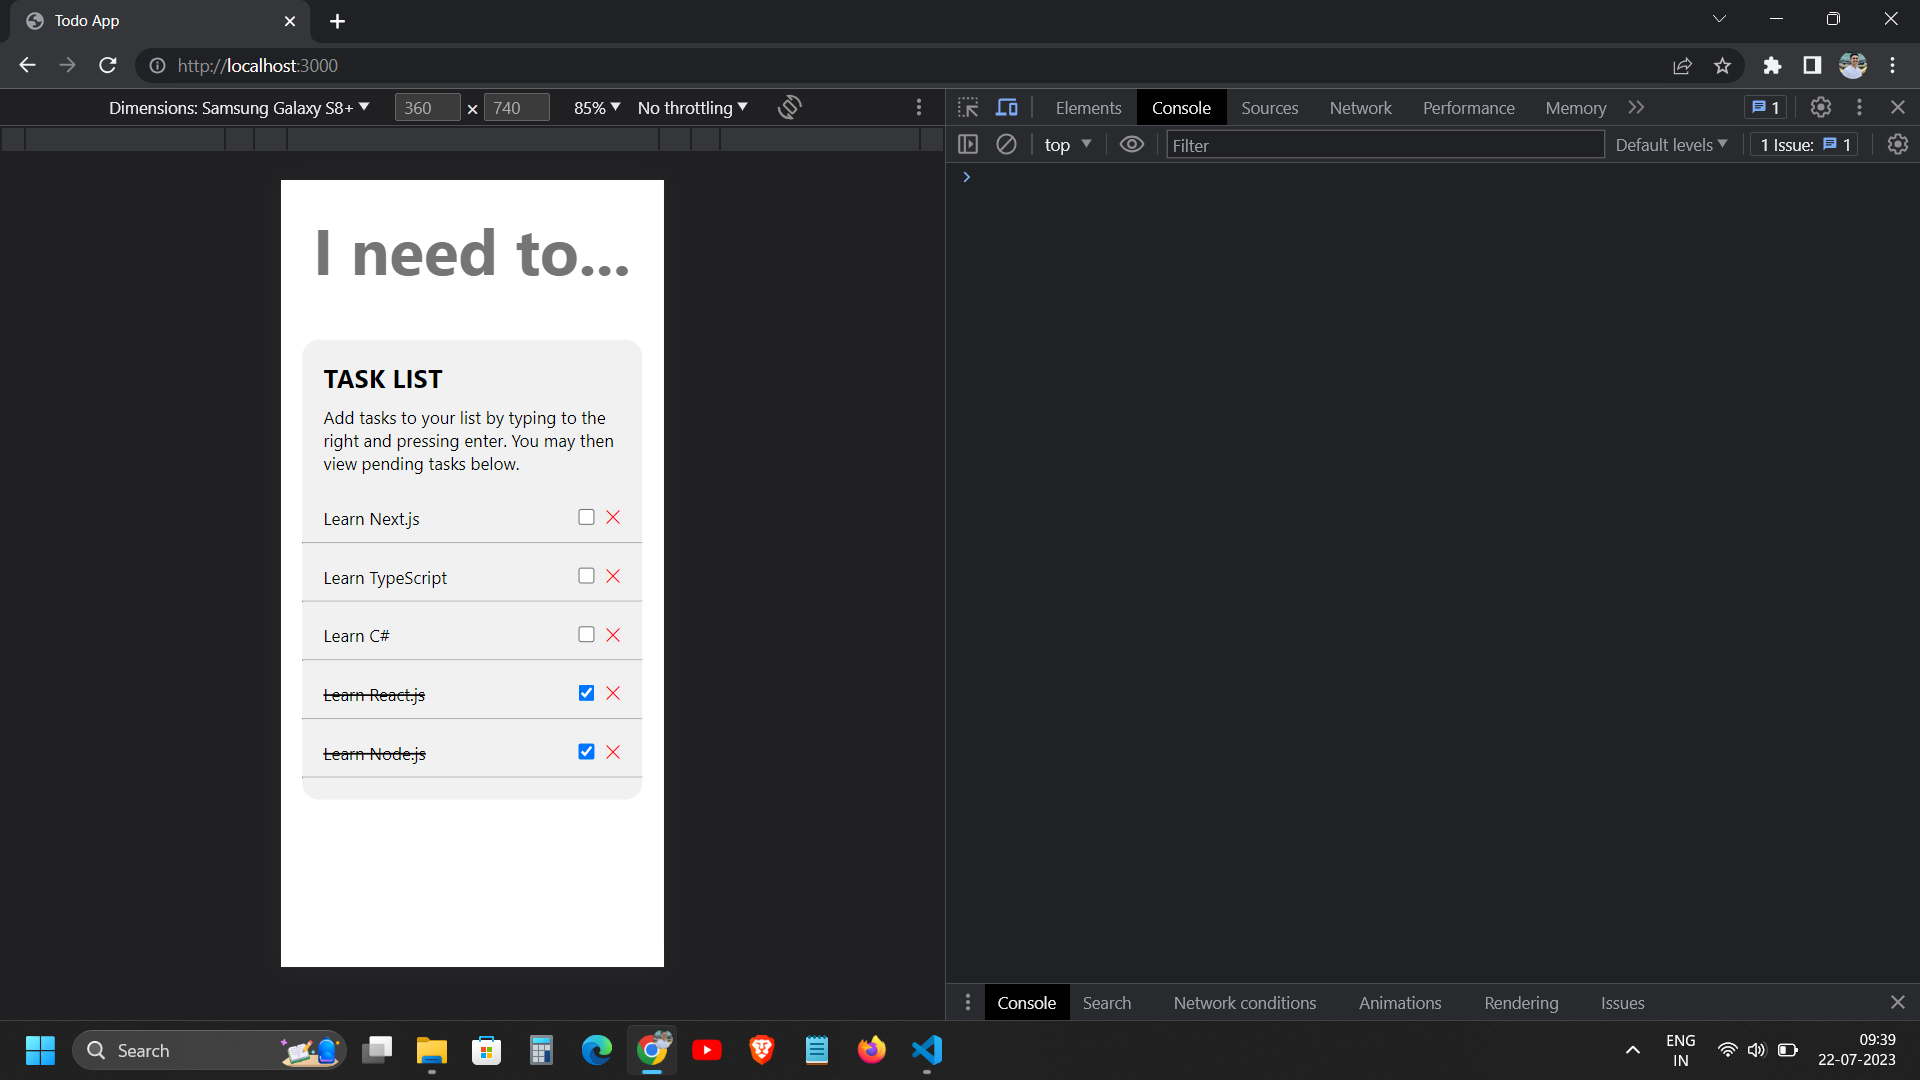 Todo App
http://localhost:3000
Dimensions: Samsung Galaxy S8+ 360 × 740 85% No throttling
Elements Console Sources Network Performance Memory 1
top Filter Default levels 1 Issue: 1
I need to...
TASK LIST
Add tasks to your list by typing to the
right and pressing enter. You may then
view pending tasks below.
Learn Next.js
Learn TypeScript
Learn C#
Learn React.js
Learn Node.js
Console Search Network conditions Animations Rendering Issues
Search
ENG
IN
09:39
22-07-2023